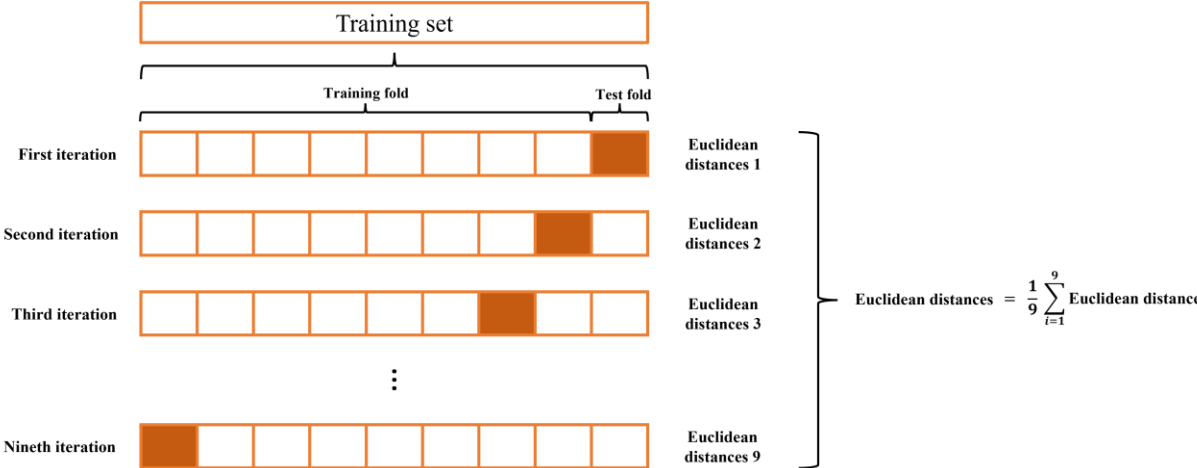 Training set
Training fold
Test fold
First iteration
Euclidean
distances 1
Second iteration
Euclidean
distances 2
Third iteration
Euclidean
distances 3
Euclidean distances = 1/9 9∑i=1 Euclidean distance
⋮
Nineth iteration
Euclidean
distances 9